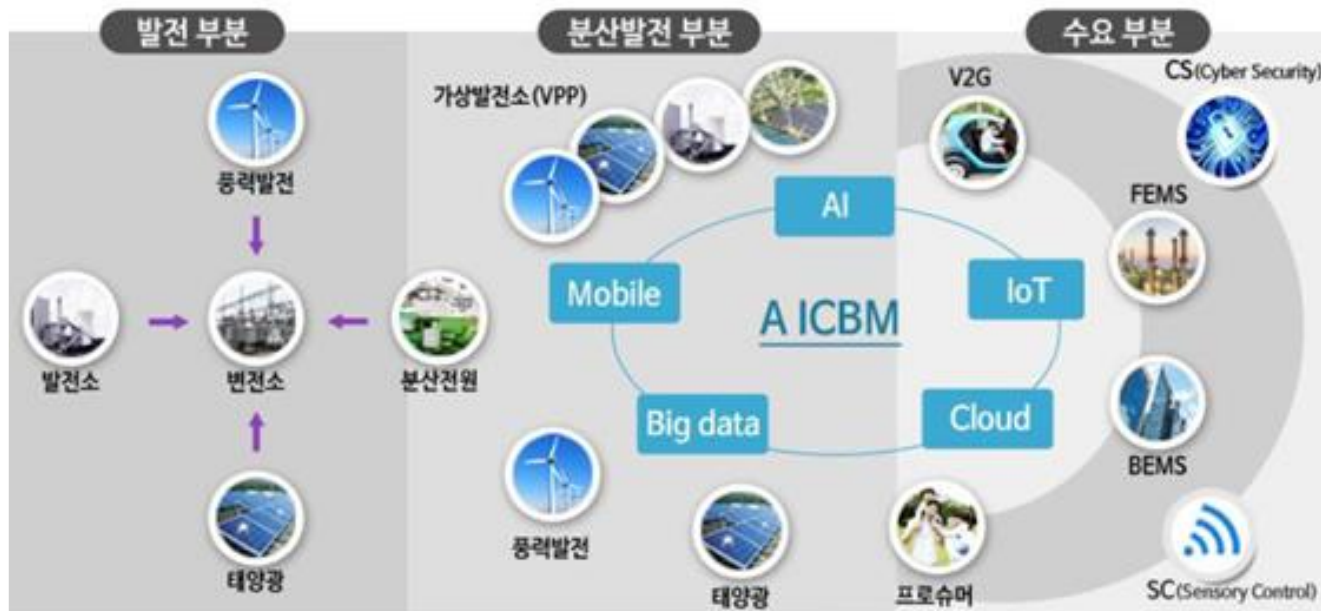 발전 부분
분산발전 부분
수요 부분
풍력발전
발전소
변전소
분산전원
태양광
가상발전소(VPP)
AI
Mobile
IoT
A ICBM
Big data
Cloud
풍력발전
태양광
V2G
CS(Cyber Security)
FEMS
BEMS
프로슈머
SC(Sensory Control)